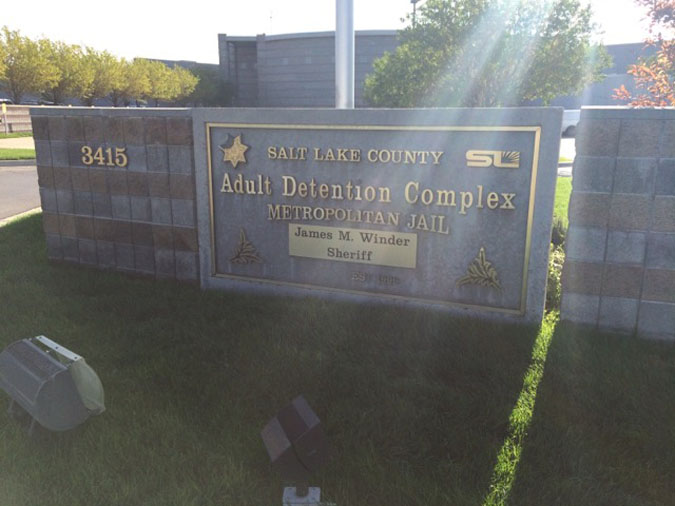 3415
SALT LAKE COUNTY
SL
Adult Detention Complex
METROPOLITAN JAIL
James M. Winder
Sheriff